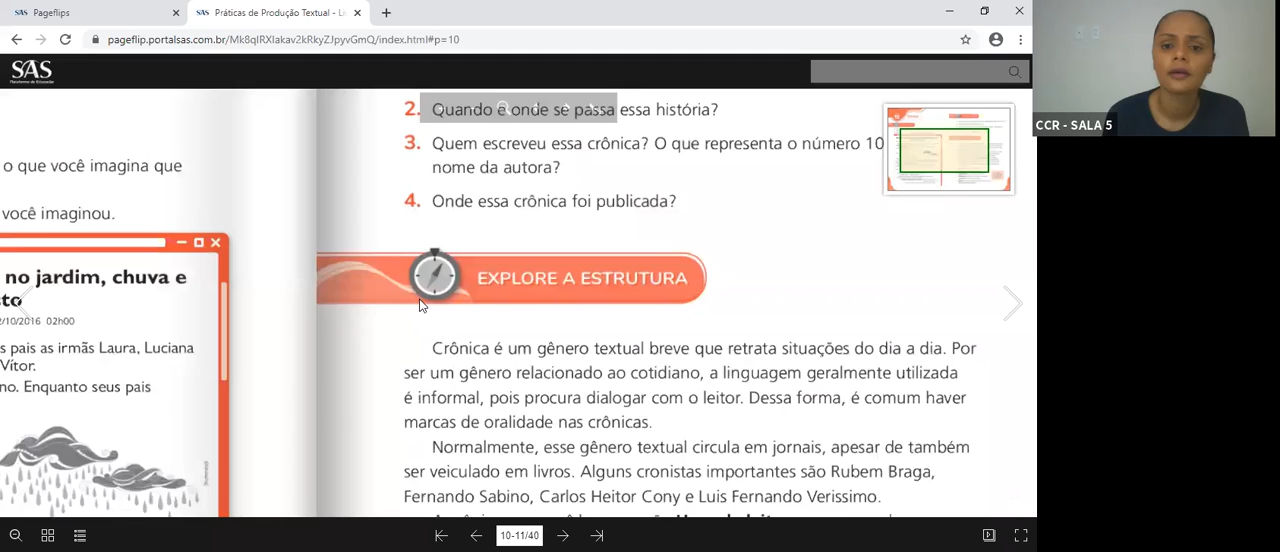 Pageflips
Práticas de Produção Textual - Li
pageflip.portalsas.com.br/Mk8qIRXIakav2kRkyZJpyvGmQ/index.html#p=10
SAS
Plataforma de Educação
CCR - SALA 5
o que você imagina que
você imaginou.
no jardim, chuva e
sto
2/10/2016 02h00
s pais as irmãs Laura, Luciana
Vítor.
no. Enquanto seus pais
2. Quando e onde se passa essa história?
3. Quem escreveu essa crônica? O que representa o número 10
nome da autora?
4. Onde essa crônica foi publicada?
EXPLORE A ESTRUTURA
Crônica é um gênero textual breve que retrata situações do dia a dia. Por
ser um gênero relacionado ao cotidiano, a linguagem geralmente utilizada
é informal, pois procura dialogar com o leitor. Dessa forma, é comum haver
marcas de oralidade nas crônicas.
Normalmente, esse gênero textual circula em jornais, apesar de também
ser veiculado em livros. Alguns cronistas importantes são Rubem Braga,
Fernando Sabino, Carlos Heitor Cony e Luis Fernando Verissimo.
10-11/40